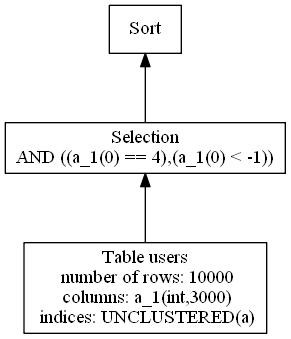 Sort
Selection
AND ((a_1(0) == 4),(a_1(0) < -1))
Table users
number of rows: 10000
columns: a_1(int,3000)
indices: UNCLUSTERED(a)